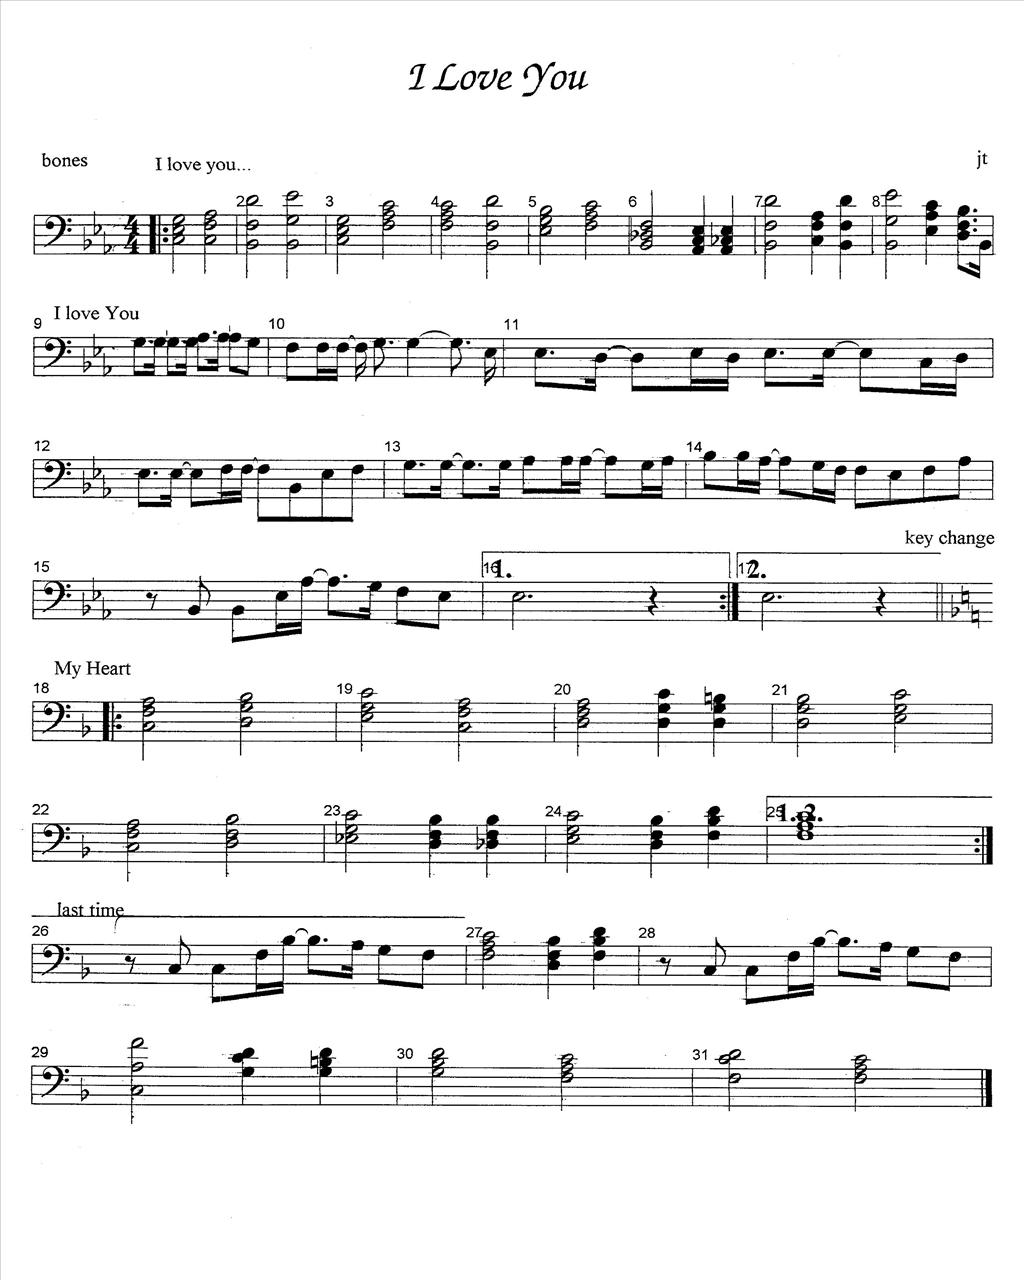 I Love You
bones I love you... jt
4
4
2 3 4 5 6 7 8
I love You
9 10 11
12 13 14
key change
15 16 1. 17 2.
My Heart
18 19 20 21
22 23 24 25 1.2.
last time
26 27 28
29 30 31